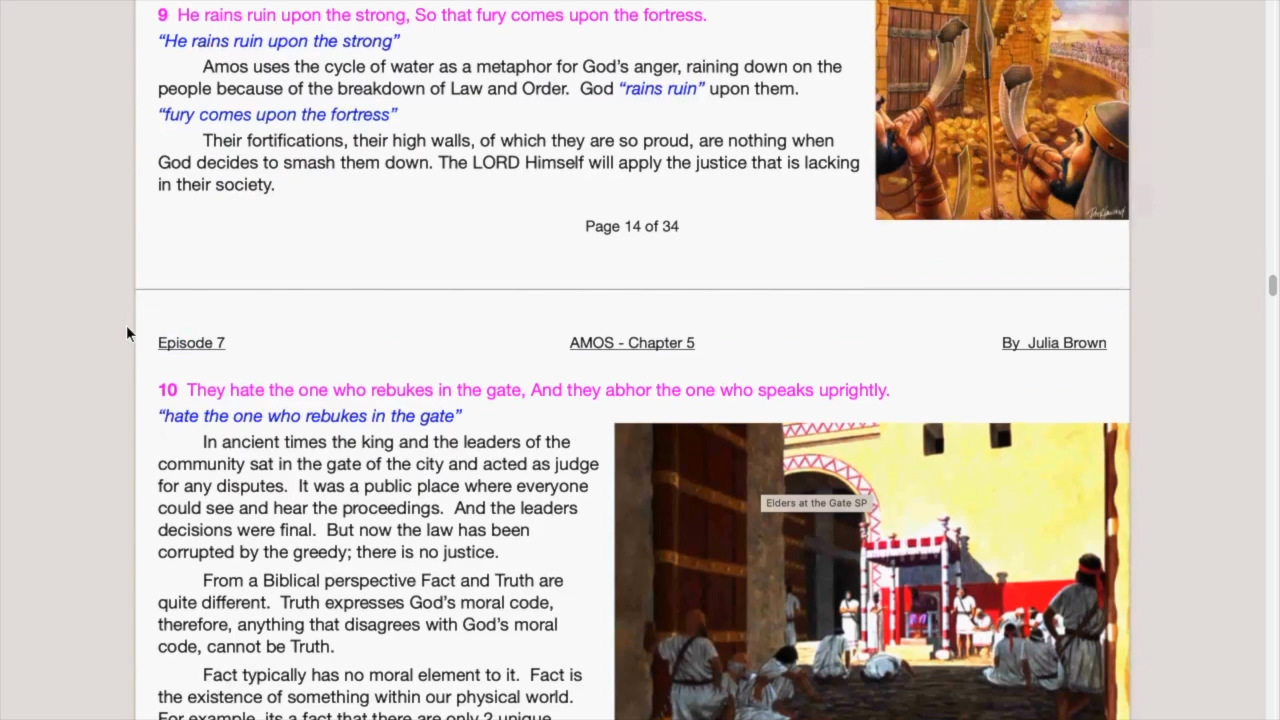 9 He rains ruin upon the strong, So that fury comes upon the fortress.
“He rains ruin upon the strong”
Amos uses the cycle of water as a metaphor for God’s anger, raining down on the
people because of the breakdown of Law and Order. God “rains ruin” upon them.
“fury comes upon the fortress”
Their fortifications, their high walls, of which they are so proud, are nothing when
God decides to smash them down. The LORD Himself will apply the justice that is lacking
in their society.
Page 14 of 34
Episode 7 AMOS - Chapter 5 By Julia Brown
10 They hate the one who rebukes in the gate, And they abhor the one who speaks uprightly.
“hate the one who rebukes in the gate”
In ancient times the king and the leaders of the
community sat in the gate of the city and acted as judge
for any disputes. It was a public place where everyone
could see and hear the proceedings. And the leaders
decisions were final. But now the law has been
corrupted by the greedy; there is no justice.
From a Biblical perspective Fact and Truth are
quite different. Truth expresses God’s moral code,
therefore, anything that disagrees with God’s moral
code, cannot be Truth.
Fact typically has no moral element to it. Fact is
the existence of something within our physical world.
For example, its a fact that there are only 2 unique
Elders at the Gate SP